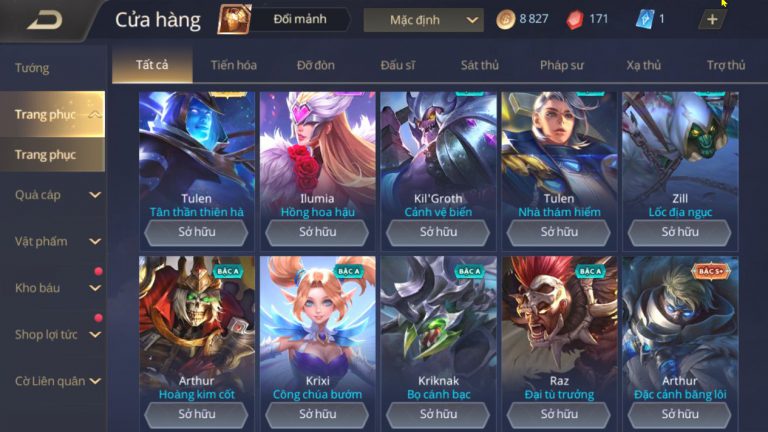 Cửa hàng
Đổi mảnh
Mặc định
8 827
171
1
Tướng
Trang phục
Trang phục
Quà cáp
Vật phẩm
Kho báu
Shop lợi tức
Cờ Liên quân
Tất cả
Tiến hóa
Đỡ đòn
Đấu sĩ
Sát thủ
Pháp sư
Xạ thủ
Trợ thủ
Tulen
Tân thần thiên hà
Sở hữu
Ilumia
Hồng hoa hậu
Sở hữu
Kil'Groth
Cảnh vệ biển
Sở hữu
Tulen
Nhà thám hiểm
Sở hữu
Zill
Lốc địa ngục
Sở hữu
BẬC A
Arthur
Hoàng kim cốt
Sở hữu
BẬC A
Krixi
Công chúa bướm
Sở hữu
BẬC A
Kriknak
Bọ cánh bạc
Sở hữu
BẬC A
Raz
Đại tù trưởng
Sở hữu
BẬC S+
Arthur
Đặc cảnh băng lôi
Sở hữu